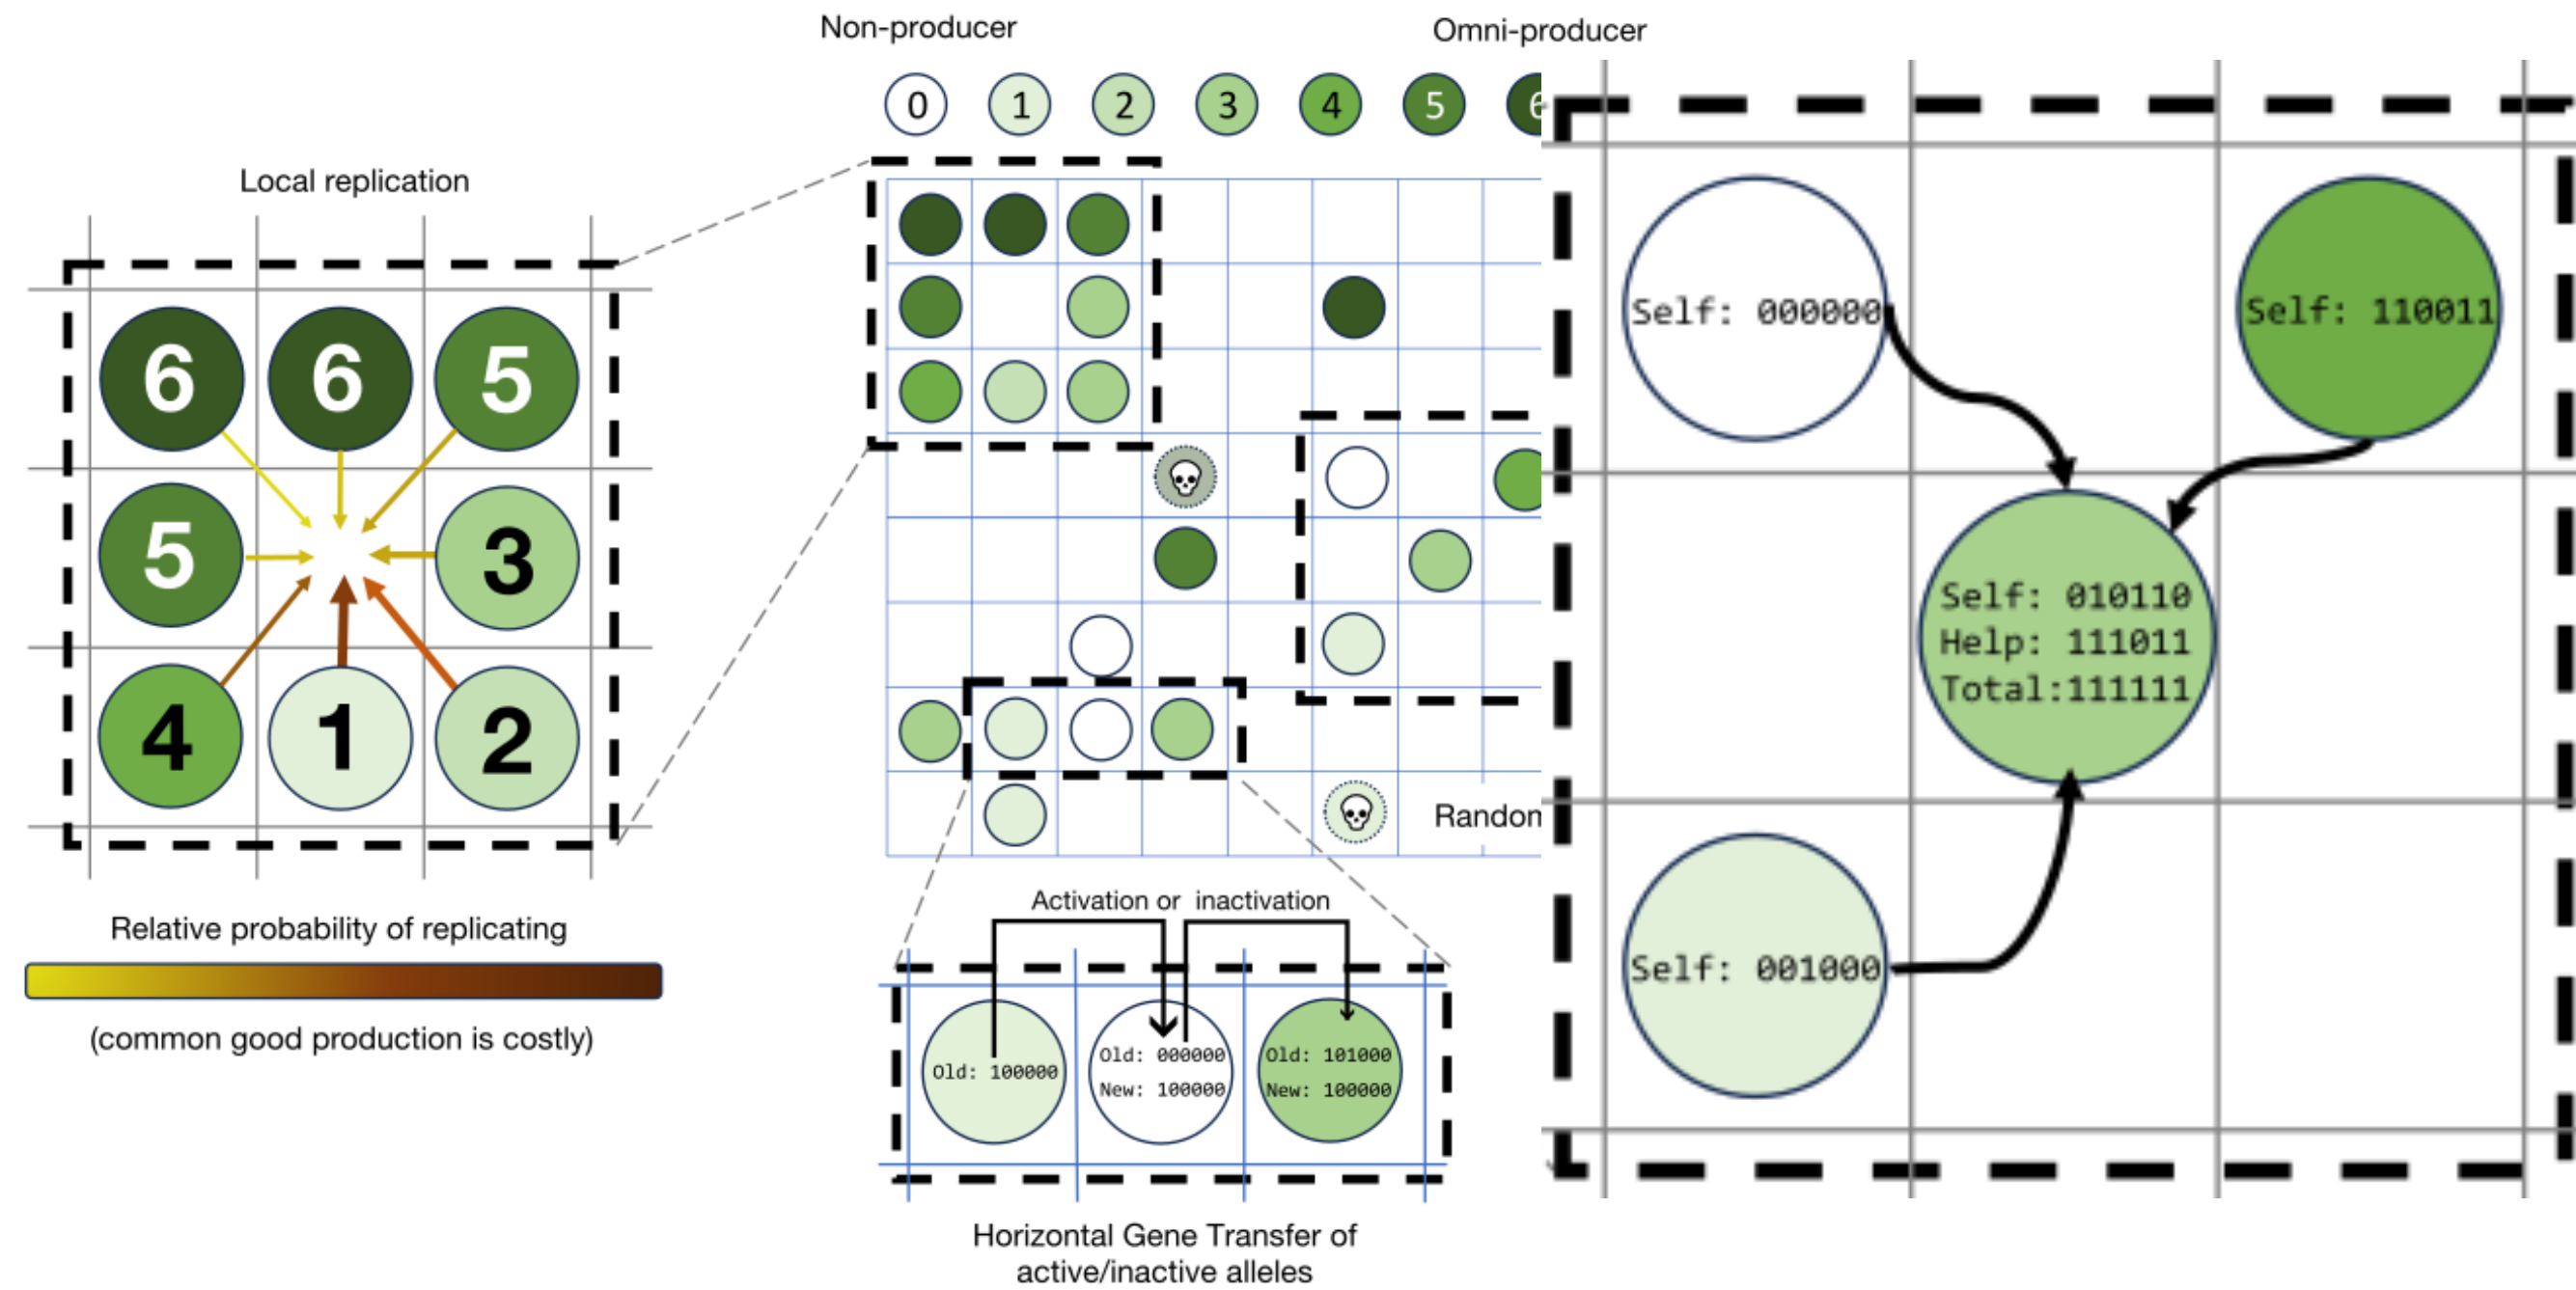 Non-producer
Omni-producer
0 1 2 3 4 5 6
Local replication
6 6 5
5 3
4 1 2
Relative probability of replicating
(common good production is costly)
Self: 000000
Self: 110011
Self: 010110
Help: 111011
Total:111111
Self: 001000
Random
Activation or inactivation
Old: 100000
Old: 000000
New: 100000
Old: 101000
New: 100000
Horizontal Gene Transfer of
active/inactive alleles